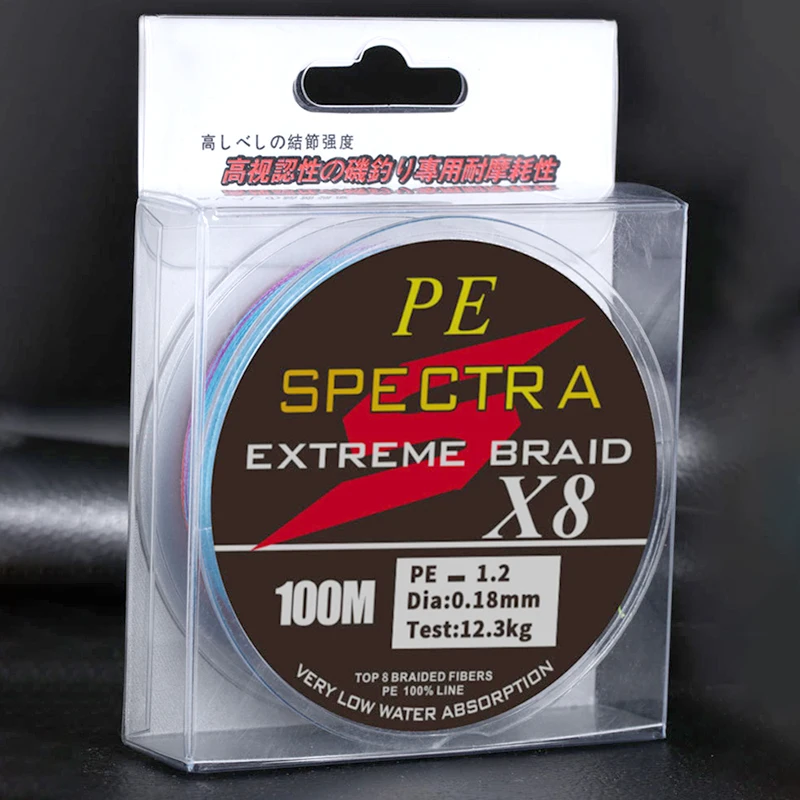 高しべしの結節强度
高视認性の磯釣り專用耐摩耗性
PE
SPECTRA
EXTREME BRAID
X8
100M
PE - 1.2
Dia:0.18mm
Test:12.3kg
TOP 8 BRAIDED FIBERS
PE 100% LINE
VERY LOW WATER ABSORPTION